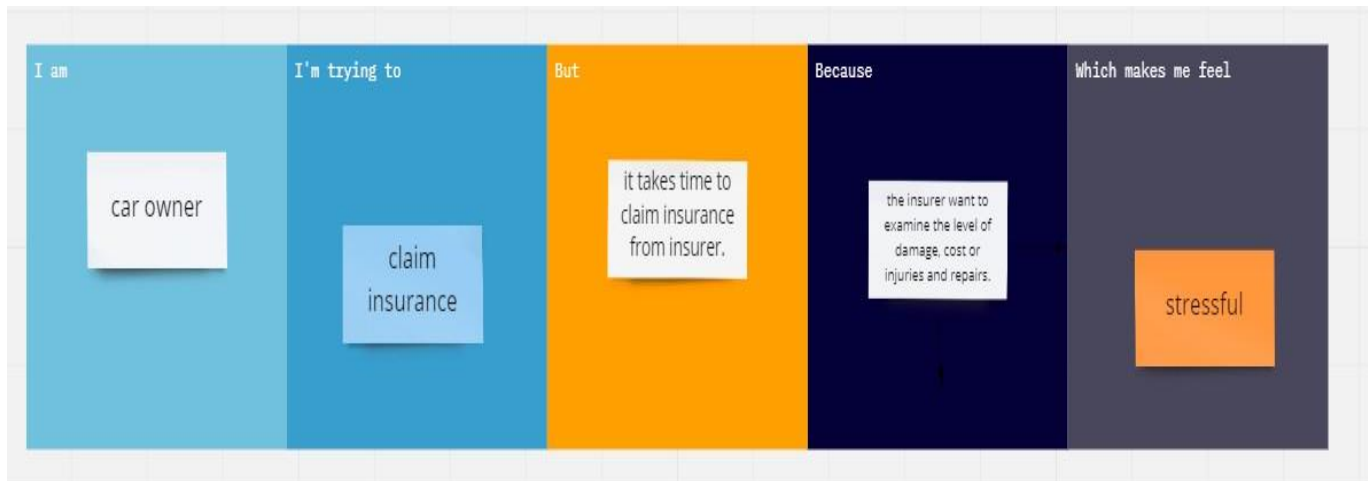 I am
car owner
I'm trying to
claim
insurance
But
it takes time to
claim insurance
from insurer.
Because
the insurer want to
examine the level of
damage, cost or
injuries and repairs.
Which makes me feel
stressful